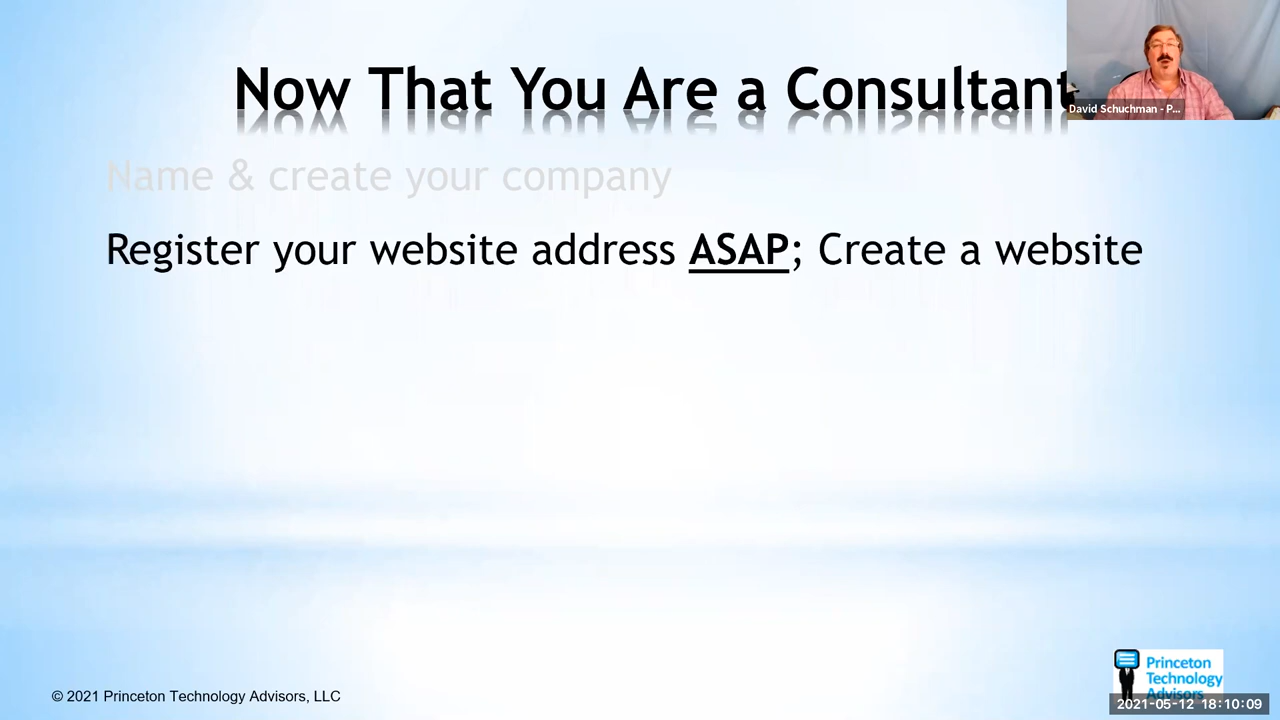 Now That You Are a Consultant
David Schuchman - P...
Name & create your company
Register your website address ASAP; Create a website
© 2021 Princeton Technology Advisors, LLC
Princeton
Technology
Advisors
2021-05-12 18:10:09